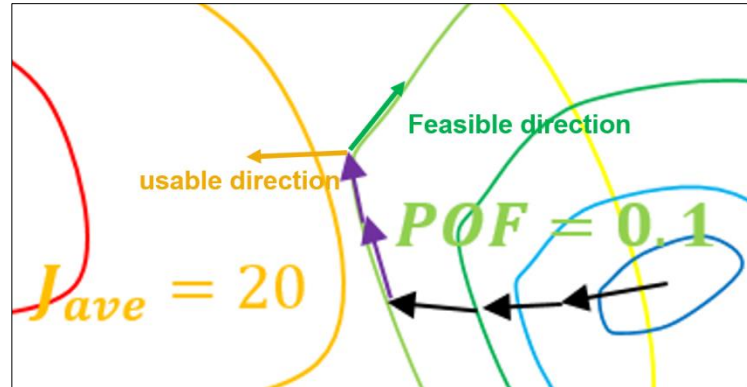 Feasible direction
usable direction
POF = 0.1
J_ave = 20